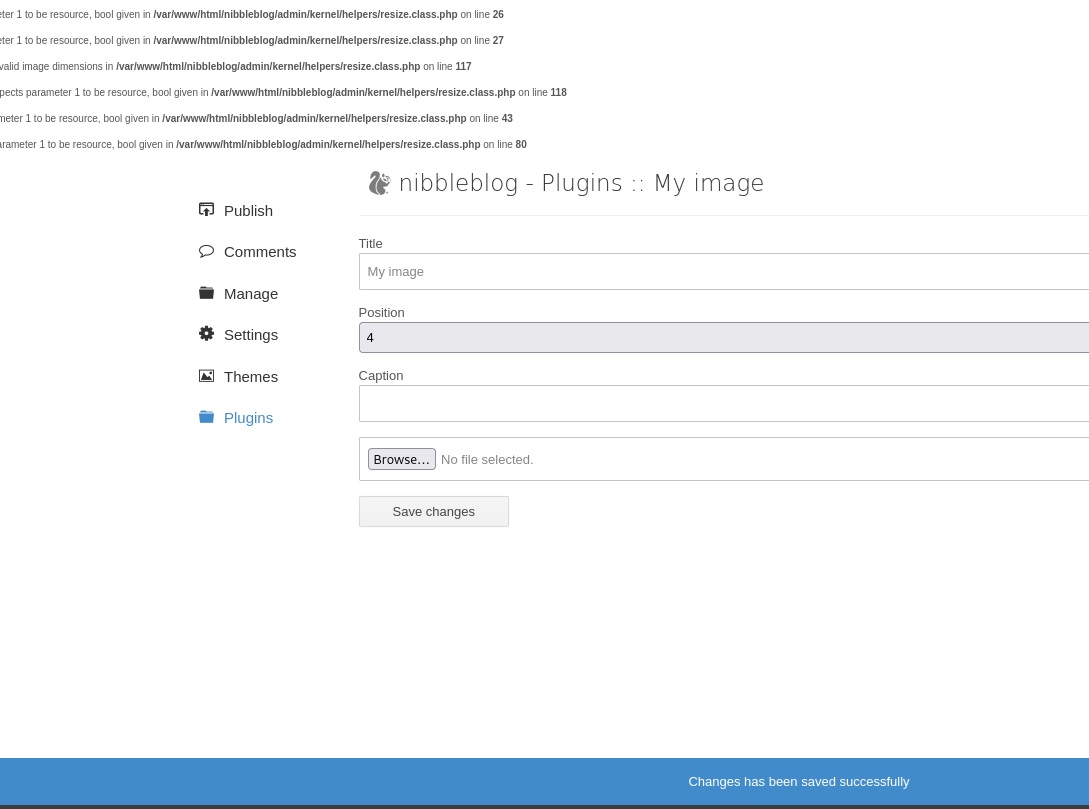 ter 1 to be resource, bool given in /var/www/html/nibbleblog/admin/kernel/helpers/resize.class.php on line 26
ter 1 to be resource, bool given in /var/www/html/nibbleblog/admin/kernel/helpers/resize.class.php on line 27
valid image dimensions in /var/www/html/nibbleblog/admin/kernel/helpers/resize.class.php on line 117
pects parameter 1 to be resource, bool given in /var/www/html/nibbleblog/admin/kernel/helpers/resize.class.php on line 118
meter 1 to be resource, bool given in /var/www/html/nibbleblog/admin/kernel/helpers/resize.class.php on line 43
arameter 1 to be resource, bool given in /var/www/html/nibbleblog/admin/kernel/helpers/resize.class.php on line 80
nibbleblog - Plugins :: My image
Publish
Comments
Manage
Settings
Themes
Plugins
Title
My image
Position
4
Caption
Browse... No file selected.
Save changes
Changes has been saved successfully